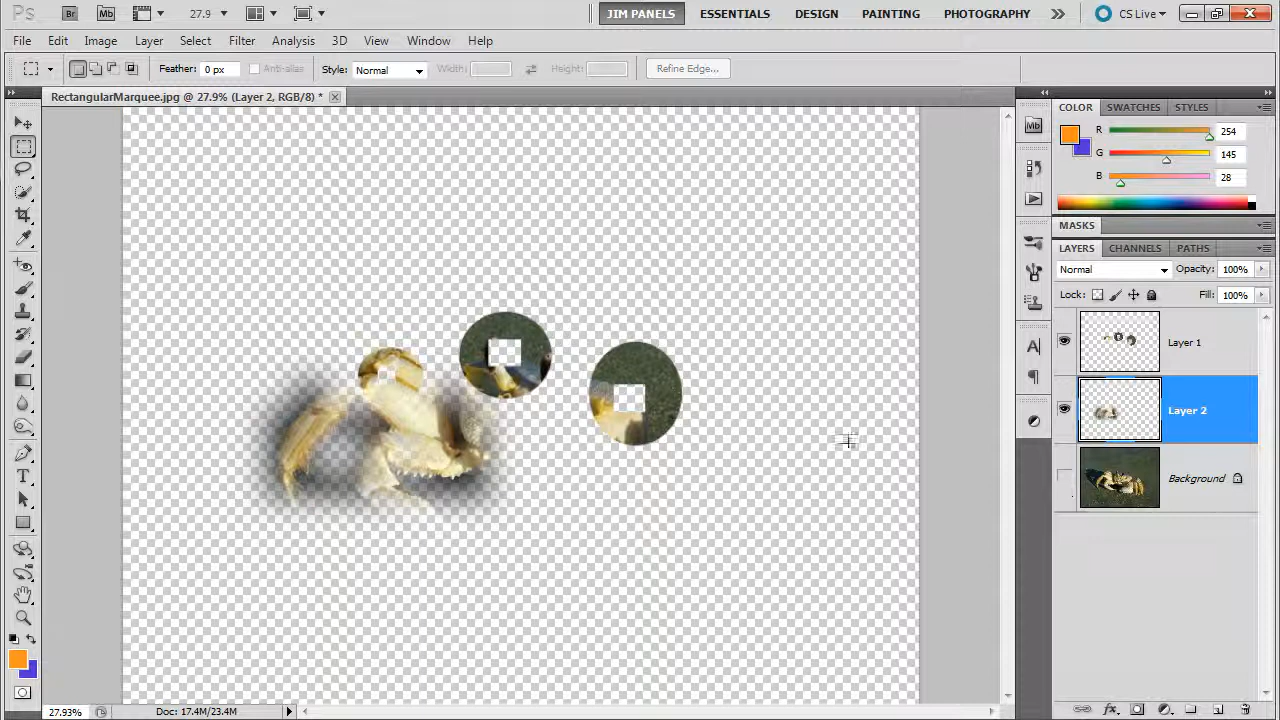 Ps Br Mb 27.9 JIM PANELS ESSENTIALS DESIGN PAINTING PHOTOGRAPHY CS Live
File Edit Image Layer Select Filter Analysis 3D View Window Help
Feather: 0 px Anti-alias Style: Normal Width: Height: Refine Edge...
RectangularMarquee.jpg @ 27.9% (Layer 2, RGB/8) *
COLOR SWATCHES STYLES
Mb
R 254
G 145
B 28
MASKS
LAYERS CHANNELS PATHS
Normal Opacity: 100%
Lock: Fill: 100%
Layer 1
Layer 2
Background
27.93% Doc: 17.4M/23.4M